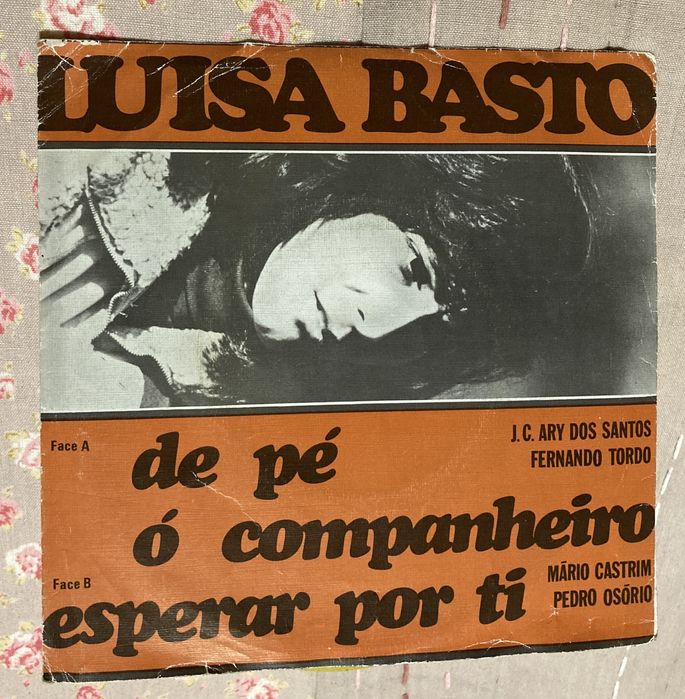 LUISA BASTO
Face A
de pé
J.C. ARY DOS SANTOS
FERNANDO TORDO
ó companheiro
Face B
esperar por ti
MÁRIO CASTRIM
PEDRO OSÓRIO